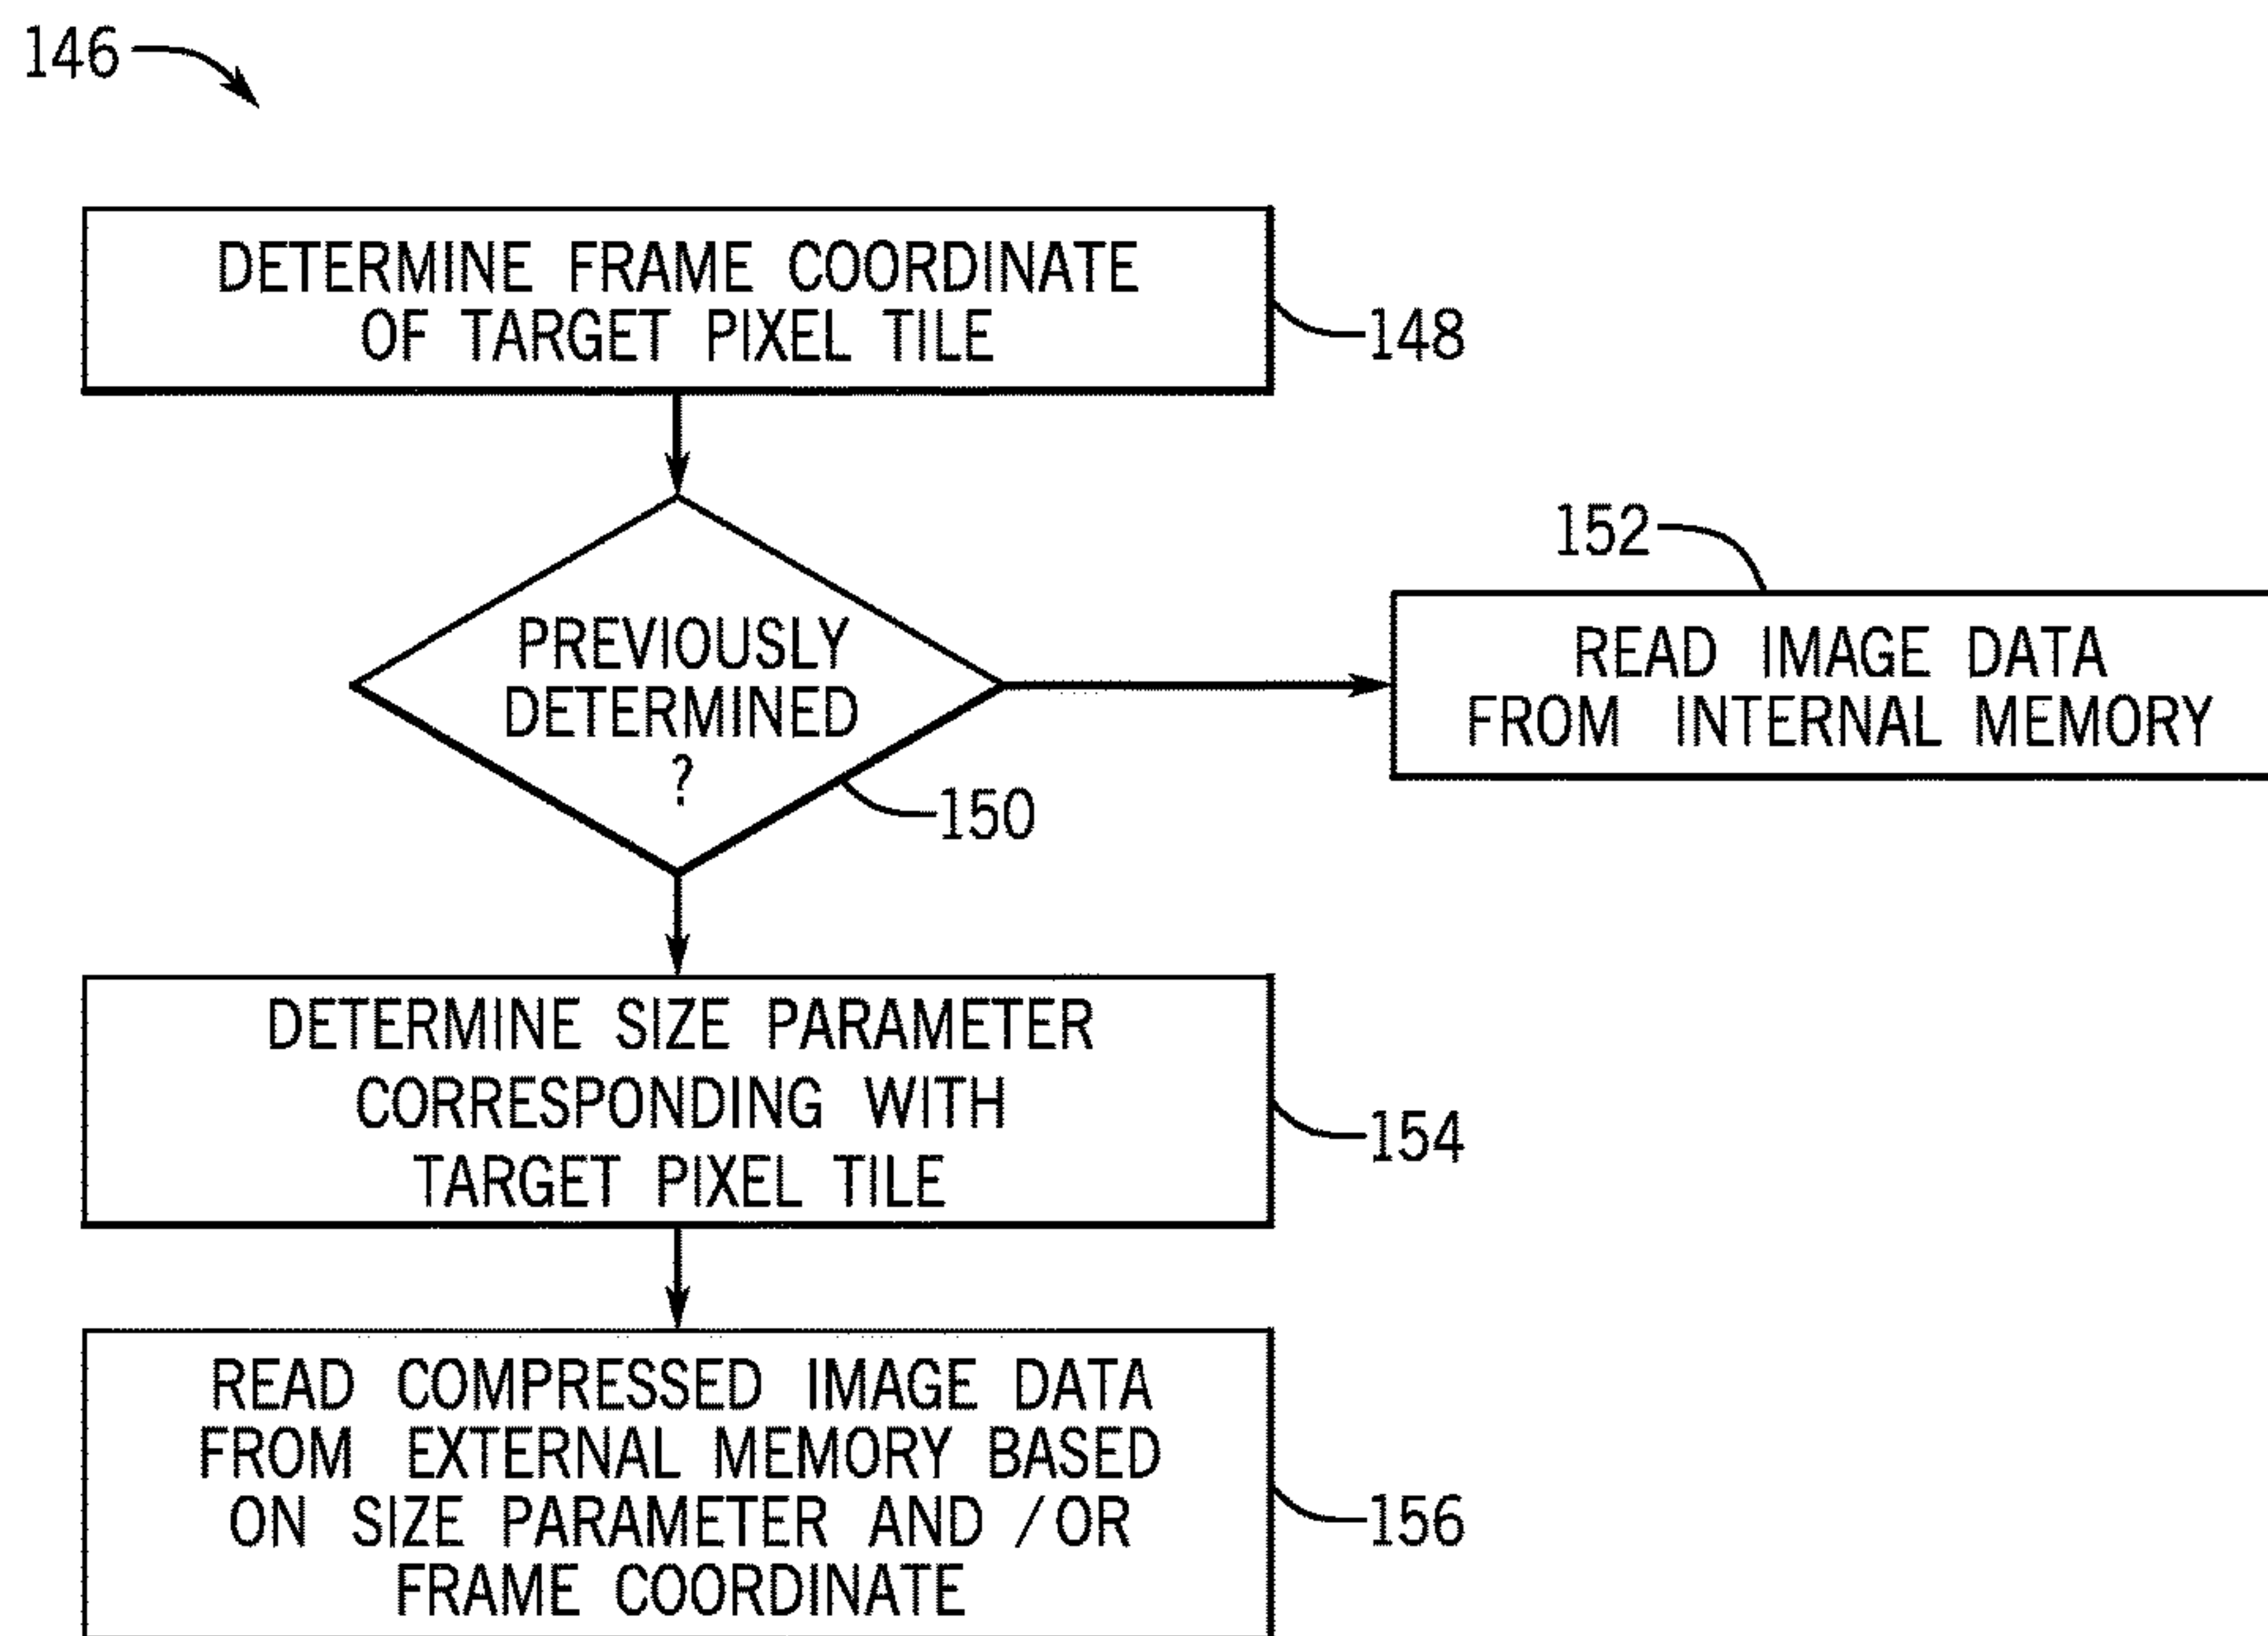 146
DETERMINE FRAME COORDINATE
OF TARGET PIXEL TILE
148
PREVIOUSLY
DETERMINED
?
150
152
READ IMAGE DATA
FROM INTERNAL MEMORY
DETERMINE SIZE PARAMETER
CORRESPONDING WITH
TARGET PIXEL TILE
154
READ COMPRESSED IMAGE DATA
FROM EXTERNAL MEMORY BASED
ON SIZE PARAMETER AND /OR
FRAME COORDINATE
156